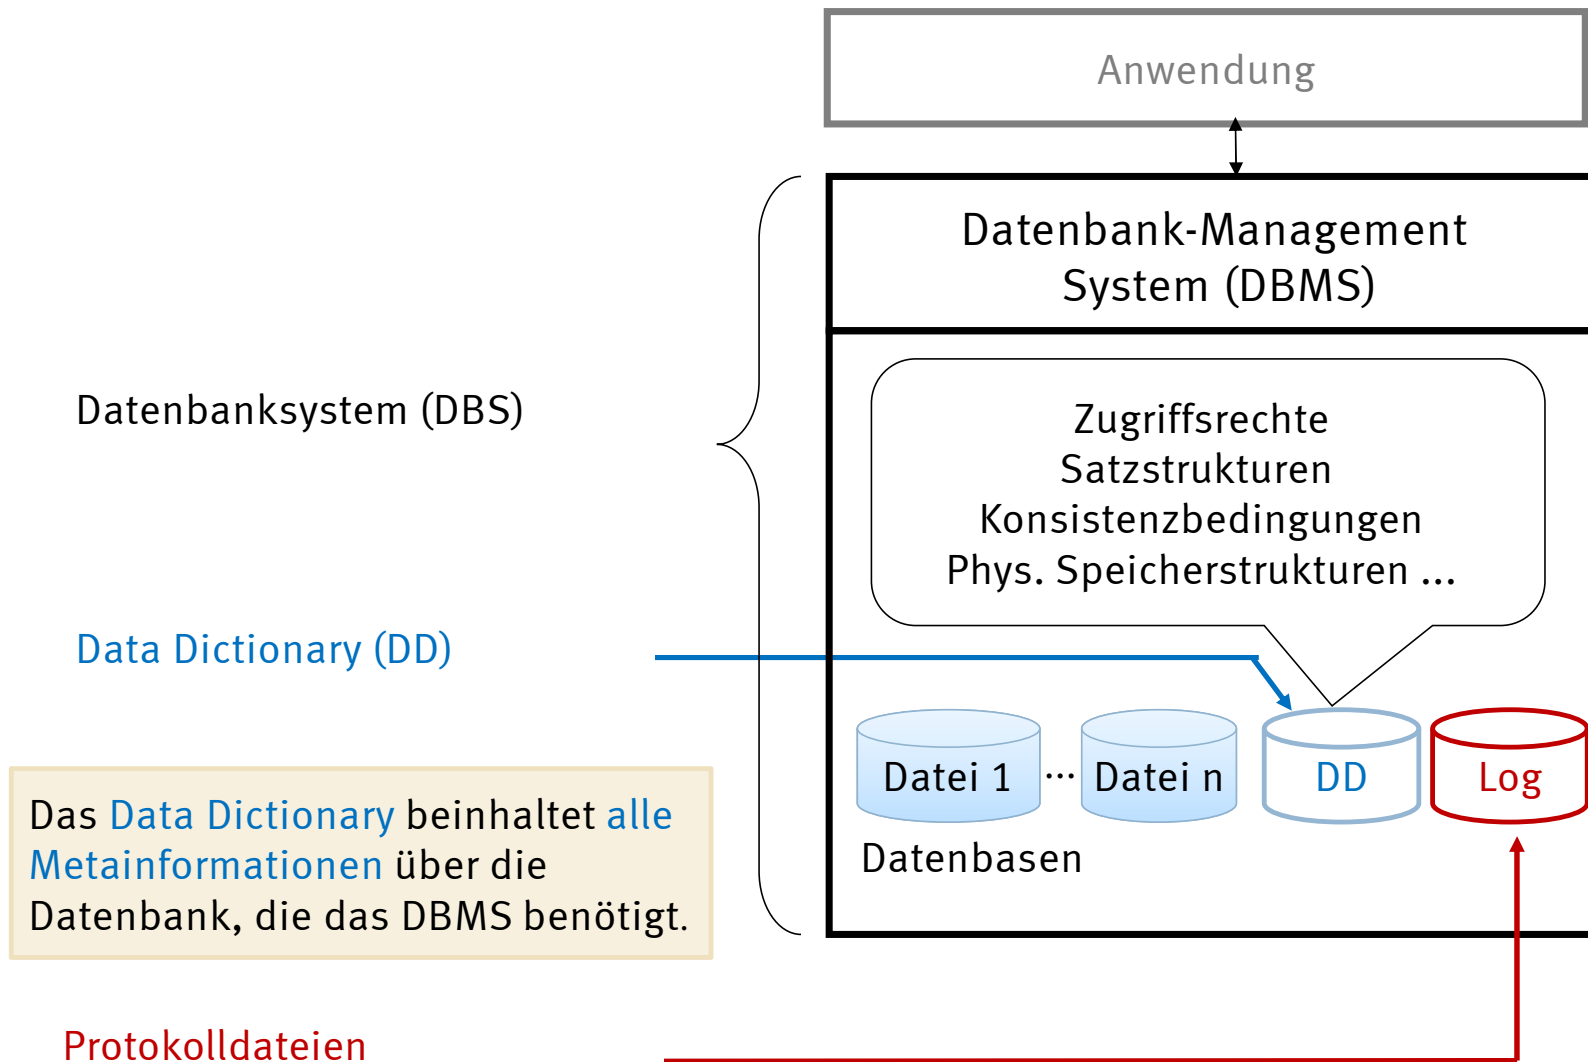 Anwendung
Datenbank-Management
System (DBMS)
Datenbanksystem (DBS)
Zugriffsrechte
Satzstrukturen
Konsistenzbedingungen
Phys. Speicherstrukturen ...
Data Dictionary (DD)
Datei 1 ... Datei n DD Log
Datenbasen
Das Data Dictionary beinhaltet alle
Metainformationen über die
Datenbank, die das DBMS benötigt.
Protokolldateien